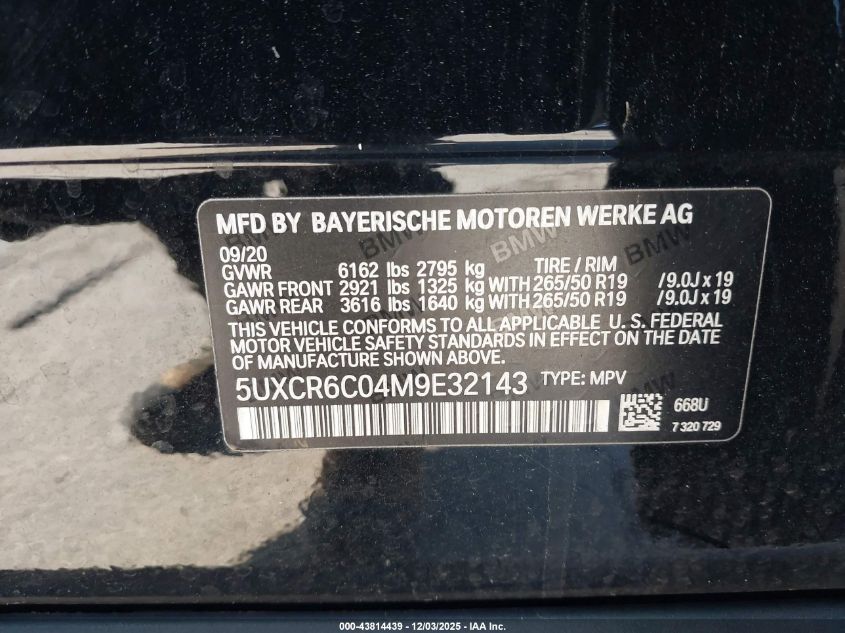 MFD BY BAYERISCHE MOTOREN WERKE AG
09/20
GVWR 6162 lbs 2795 kg TIRE / RIM
GAWR FRONT 2921 lbs 1325 kg WITH 265/50 R19 /9.0J x 19
GAWR REAR 3616 lbs 1640 kg WITH 265/50 R19 /9.0J x 19
THIS VEHICLE CONFORMS TO ALL APPLICABLE U.S. FEDERAL
MOTOR VEHICLE SAFETY STANDARDS IN EFFECT ON THE DATE
OF MANUFACTURE SHOWN ABOVE.
5UXCR6C04M9E32143 TYPE: MPV
668U
7 320 729
000-43814439 - 12/03/2025 - IAA Inc.